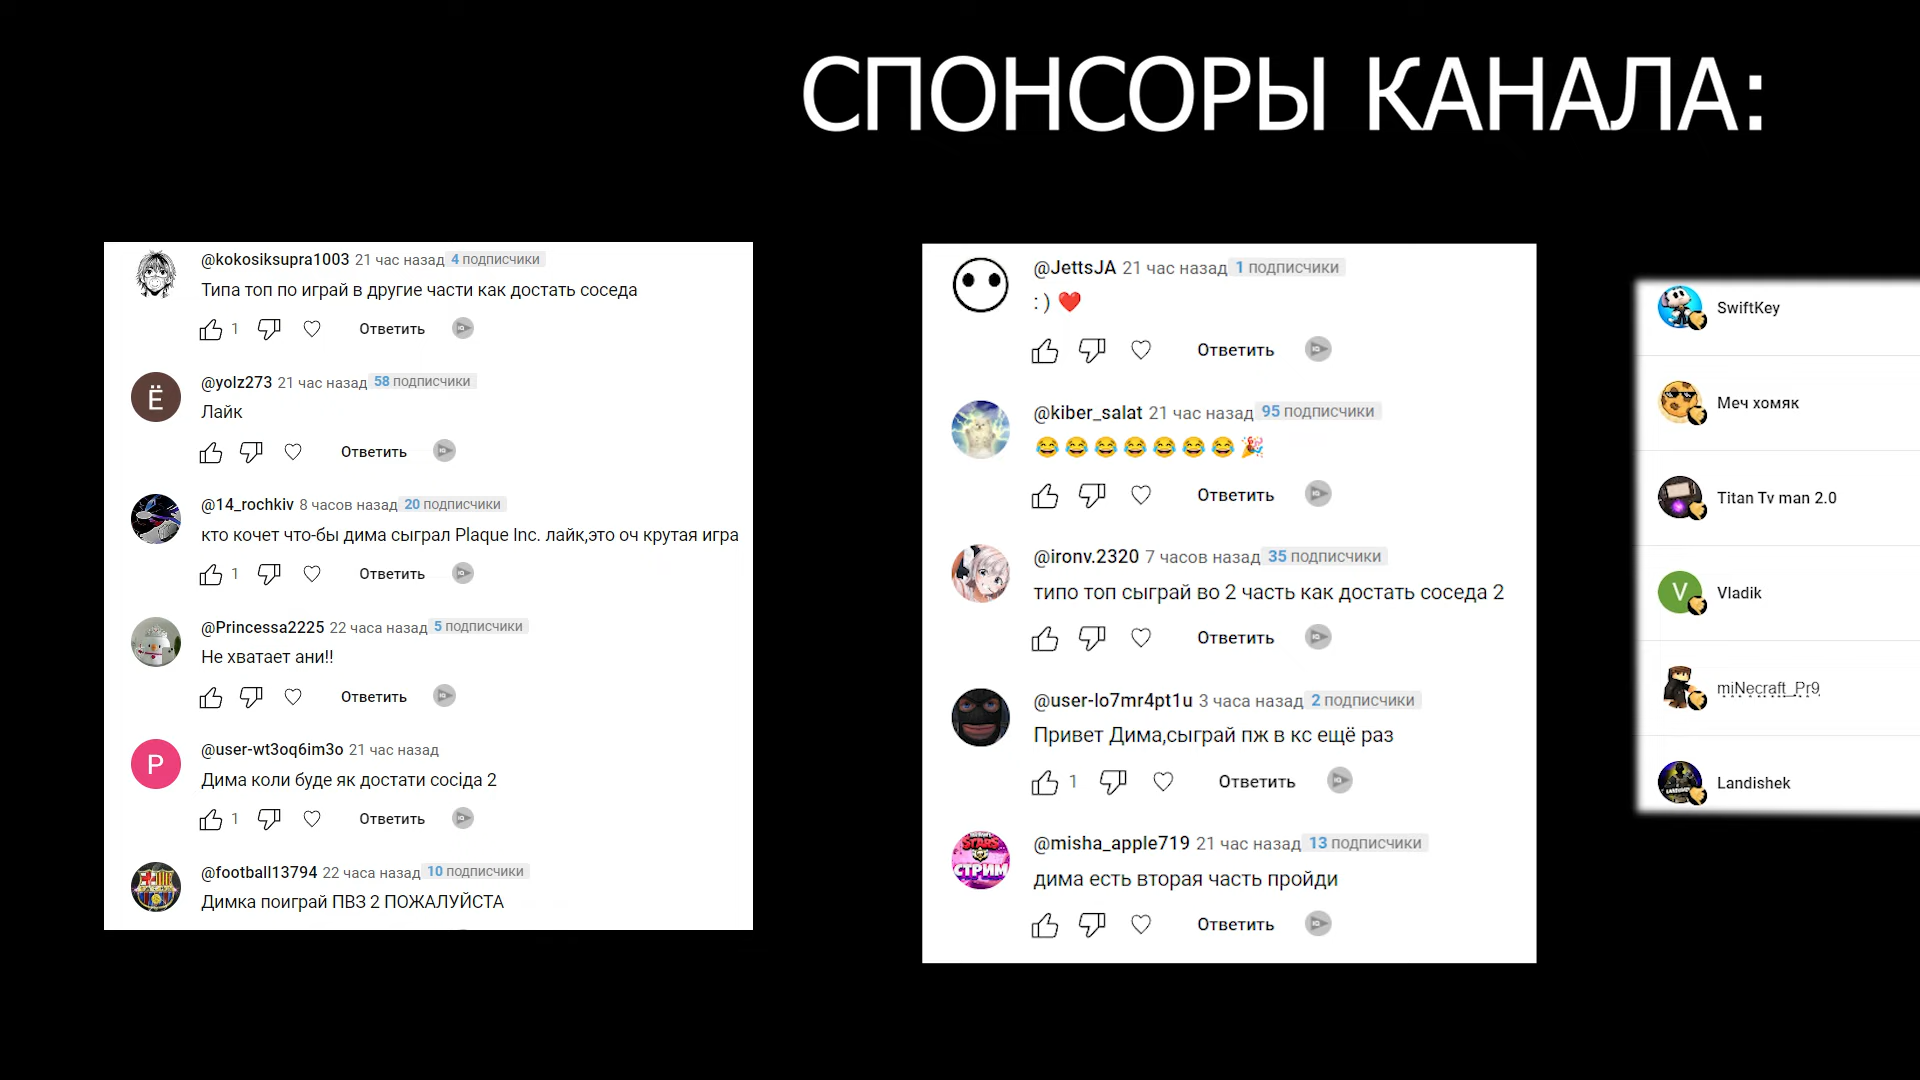 СПОНСОРЫ КАНАЛА:
@kokosiksupra1003 21 час назад 4 подписчики
Типа топ по играй в другие части как достать соседа
1 Ответить
Ё
@yolz273 21 час назад 58 подписчики
Лайк
Ответить
@14_rochkiv 8 часов назад 20 подписчики
кто кочет что-бы дима сыграл Plaque Inc. лайк,это оч крутая игра
1 Ответить
@Princessa2225 22 часа назад 5 подписчики
Не хватает ани!!
Ответить
P
@user-wt3oq6im3o 21 час назад
Дима коли буде як достати сосіда 2
1 Ответить
@football13794 22 часа назад 10 подписчики
Димка поиграй ПВЗ 2 ПОЖАЛУЙСТА
@JettsJA 21 час назад 1 подписчики
:)
Ответить
@kiber_salat 21 час назад 95 подписчики
😂😂😂😂😂😂😂🎉
Ответить
@ironv.2320 7 часов назад 35 подписчики
типо топ сыграй во 2 часть как достать соседа 2
Ответить
@user-lo7mr4pt1u 3 часа назад 2 подписчики
Привет Дима,сыграй пж в кс ещё раз
1 Ответить
STARS
СТРИМ
@misha_apple719 21 час назад 13 подписчики
дима есть вторая часть пройди
Ответить
SwiftKey
Меч хомяк
Titan Tv man 2.0
V
Vladik
miNecraft_Pr9
Landishek